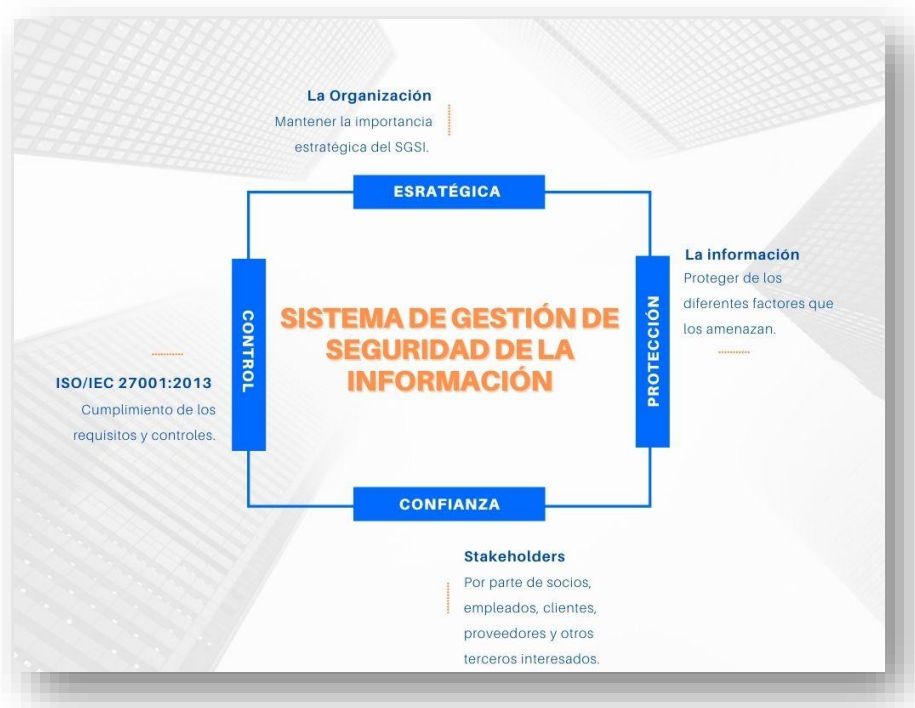 La Organización
Mantener la importancia
estratégica del SGSI.
ESRATÉGICA
La información
Proteger de los
diferentes factores que
los amenazan.
PROTECCIÓN
SISTEMA DE GESTIÓN DE
SEGURIDAD DE LA
INFORMACIÓN
CONTROL
ISO/IEC 27001:2013
Cumplimiento de los
requisitos y controles.
CONFIANZA
Stakeholders
Por parte de socios,
empleados, clientes,
proveedores y otros
terceros interesados.